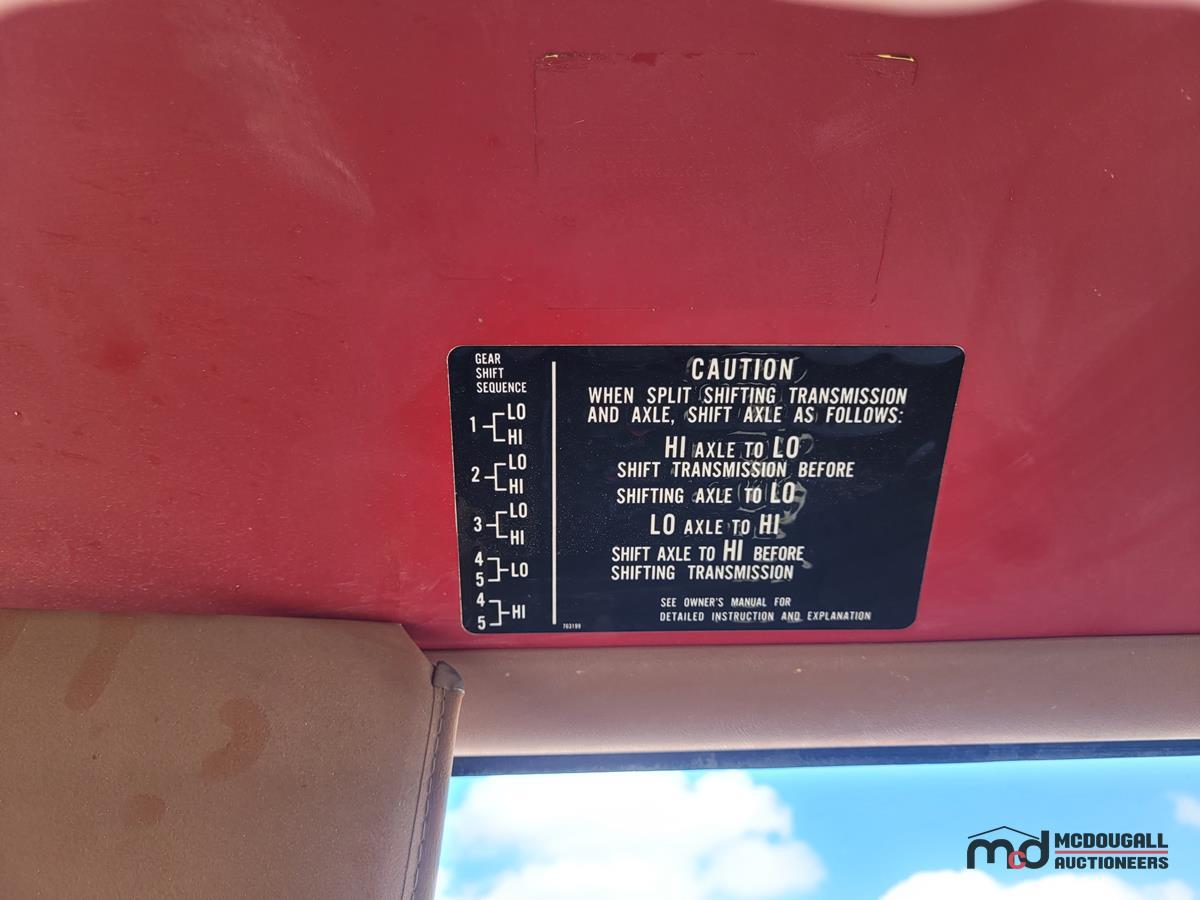 GEAR
SHIFT
SEQUENCE
1 LO
HI
2 LO
HI
3 LO
HI
4
5 LO
4
5 HI
CAUTION
WHEN SPLIT SHIFTING TRANSMISSION
AND AXLE, SHIFT AXLE AS FOLLOWS:
HI AXLE TO LO
SHIFT TRANSMISSION BEFORE
SHIFTING AXLE TO LO
LO AXLE TO HI
SHIFT AXLE TO HI BEFORE
SHIFTING TRANSMISSION
SEE OWNER'S MANUAL FOR
DETAILED INSTRUCTION AND EXPLANATION
703199
mcd MCDOUGALL
AUCTIONEERS